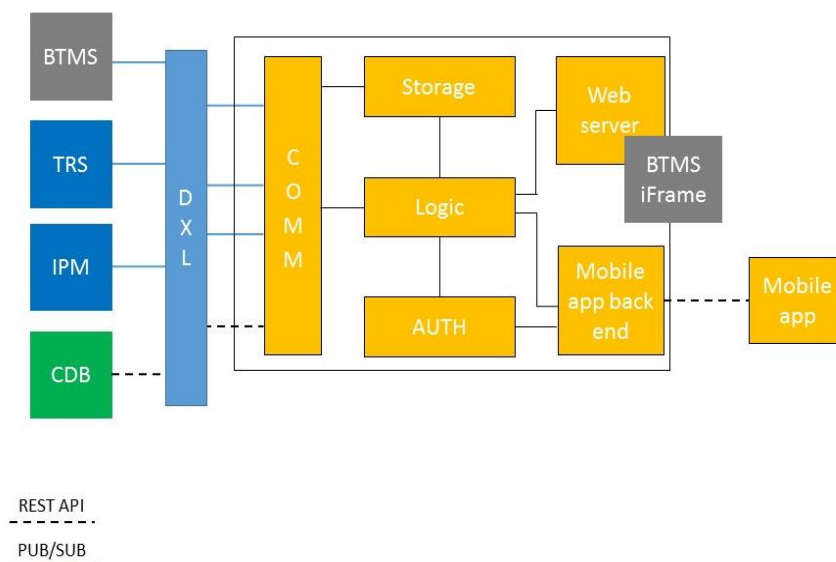 BTMS
TRS
IPM
CDB
D
X
L
C
O
M
M
Storage
Logic
AUTH
Web
server
BTMS
iFrame
Mobile
app back
end
Mobile
app
REST API
PUB/SUB